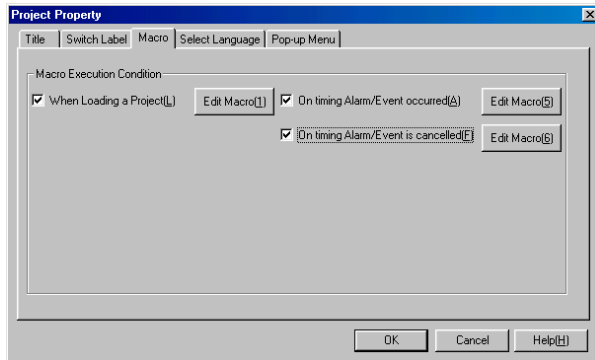 Project Property
Title Switch Label Macro Select Language Pop-up Menu
Macro Execution Condition
When Loading a Project(L) Edit Macro(1) On timing Alarm/Event occurred(A) Edit Macro(5)
On timing Alarm/Event is cancelled(F) Edit Macro(6)
OK Cancel Help(H)